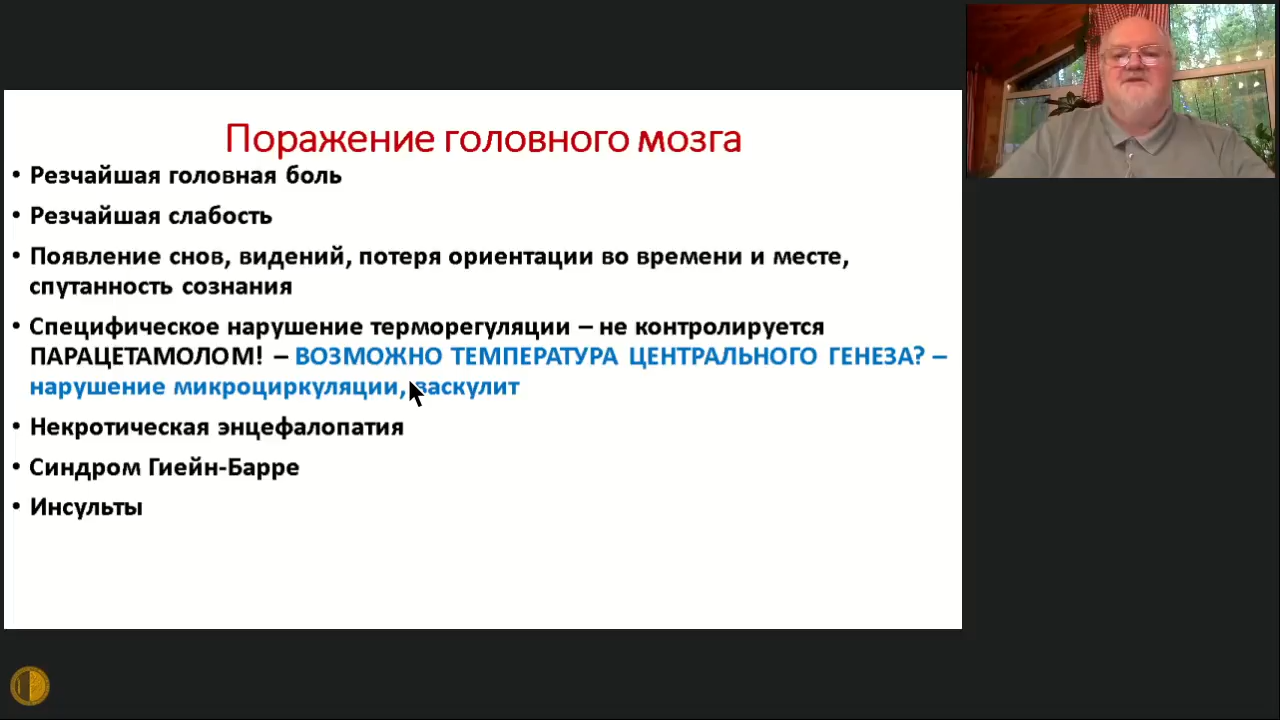 Поражение головного мозга
• Резчайшая головная боль
• Резчайшая слабость
• Появление снов, видений, потеря ориентации во времени и месте,
спутанность сознания
• Специфическое нарушение терморегуляции – не контролируется
ПАРАЦЕТАМОЛОМ! – ВОЗМОЖНО ТЕМПЕРАТУРА ЦЕНТРАЛЬНОГО ГЕНЕЗА? –
нарушение микроциркуляции, васкулит
• Некротическая энцефалопатия
• Синдром Гиейн-Барре
• Инсульты